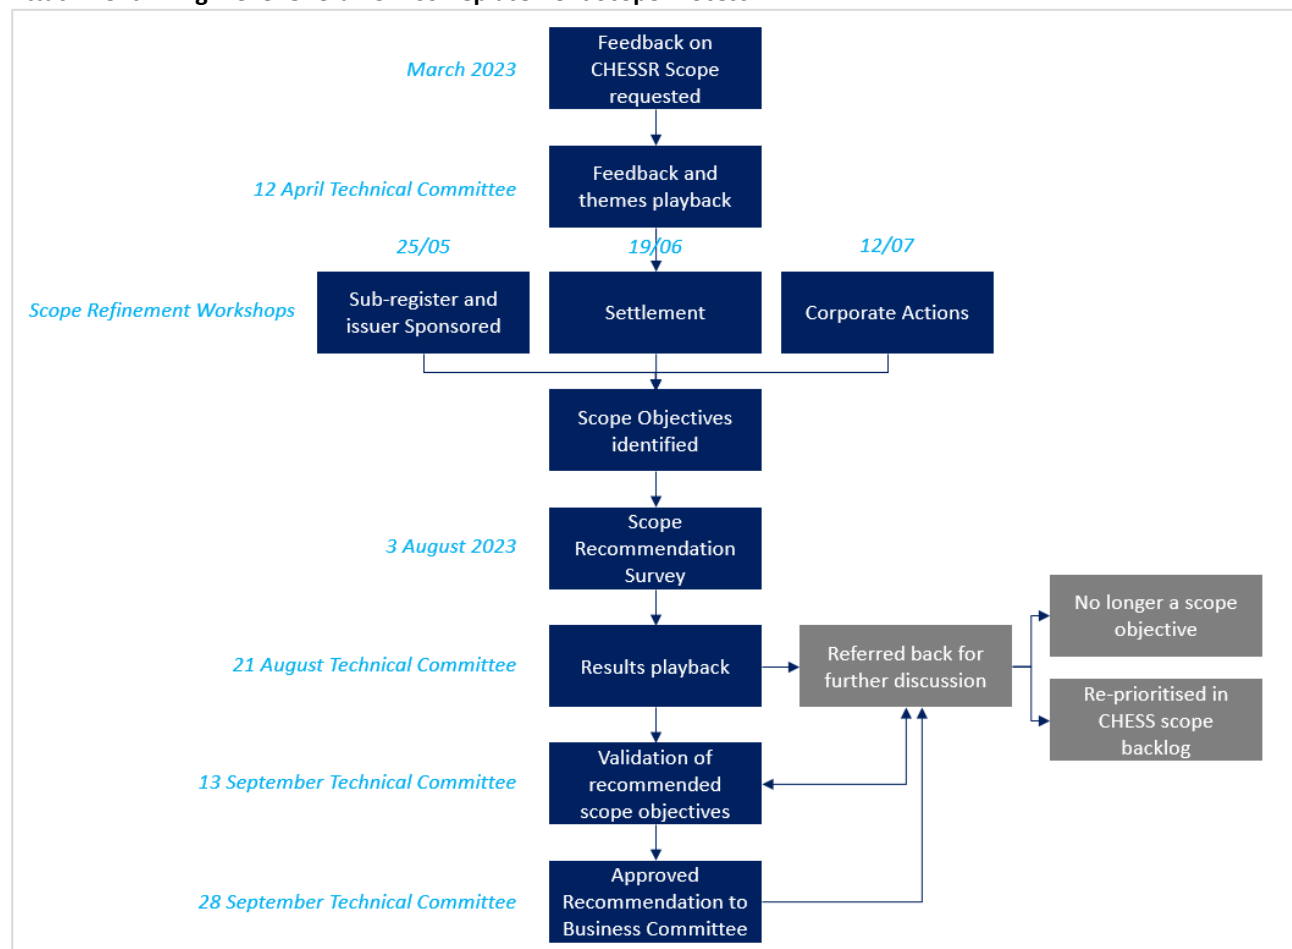 March 2023
Feedback on
CHESSR Scope
requested
12 April Technical Committee
Feedback and
themes playback
25/05
19/06
12/07
Scope Refinement Workshops
Sub-register and
issuer Sponsored
Settlement
Corporate Actions
Scope Objectives
identified
3 August 2023
Scope
Recommendation
Survey
21 August Technical Committee
Results playback
Referred back for
further discussion
No longer a scope
objective
Re-prioritised in
CHESS scope
backlog
13 September Technical Committee
Validation of
recommended
scope objectives
28 September Technical Committee
Approved
Recommendation to
Business Committee